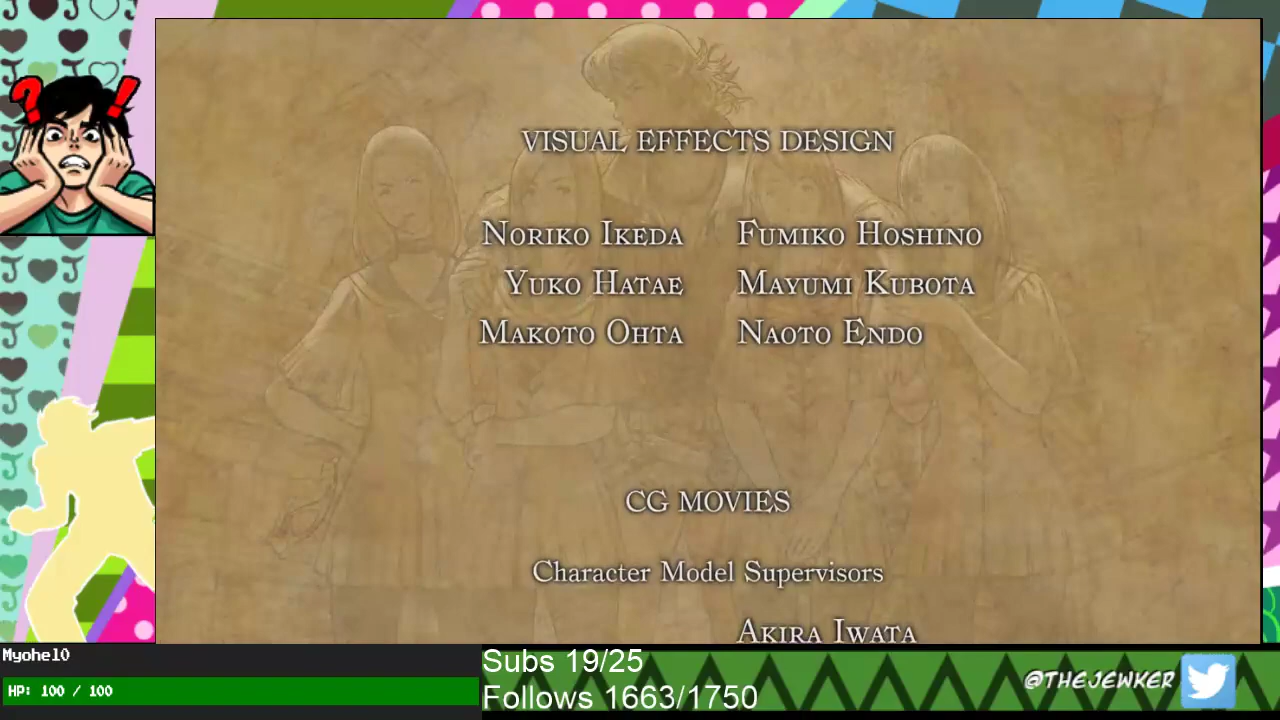 VISUAL EFFECTS DESIGN
NORIKO IKEDA FUMIKO HOSHINO
YUKO HATAE MAYUMI KUBOTA
MAKOTO OHTA NAOTO ENDO
CG MOVIES
Character Model Supervisors
AKIRA IWATA
Myohel0
HP: 100 / 100
Subs 19/25
Follows 1663/1750
@THEJEWKER